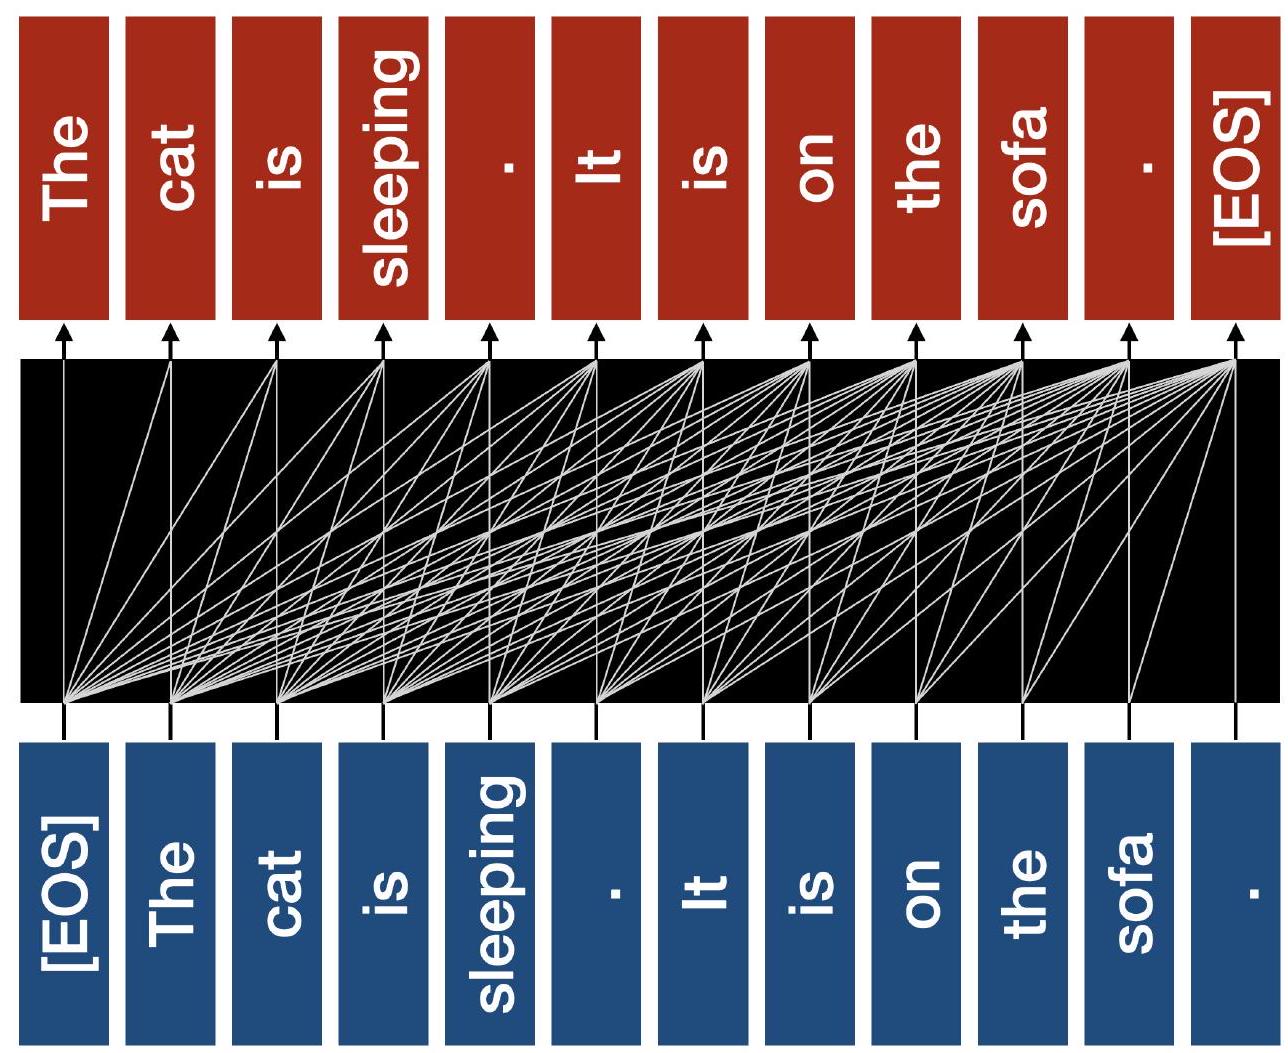 The cat is sleeping . It is on the sofa . [EOS]
[EOS] The cat is sleeping . It is on the sofa .